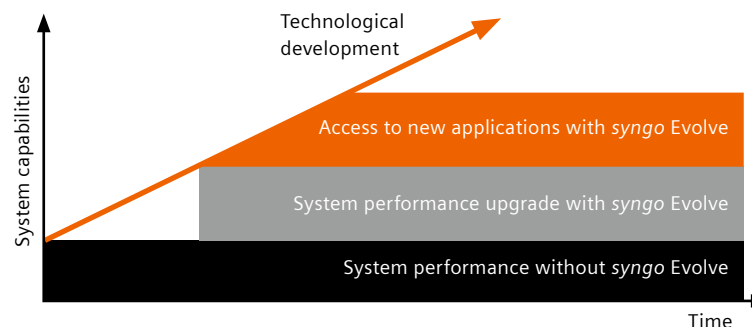 Technological
development
System capabilities
Access to new applications with syngo Evolve
System performance upgrade with syngo Evolve
System performance without syngo Evolve
Time